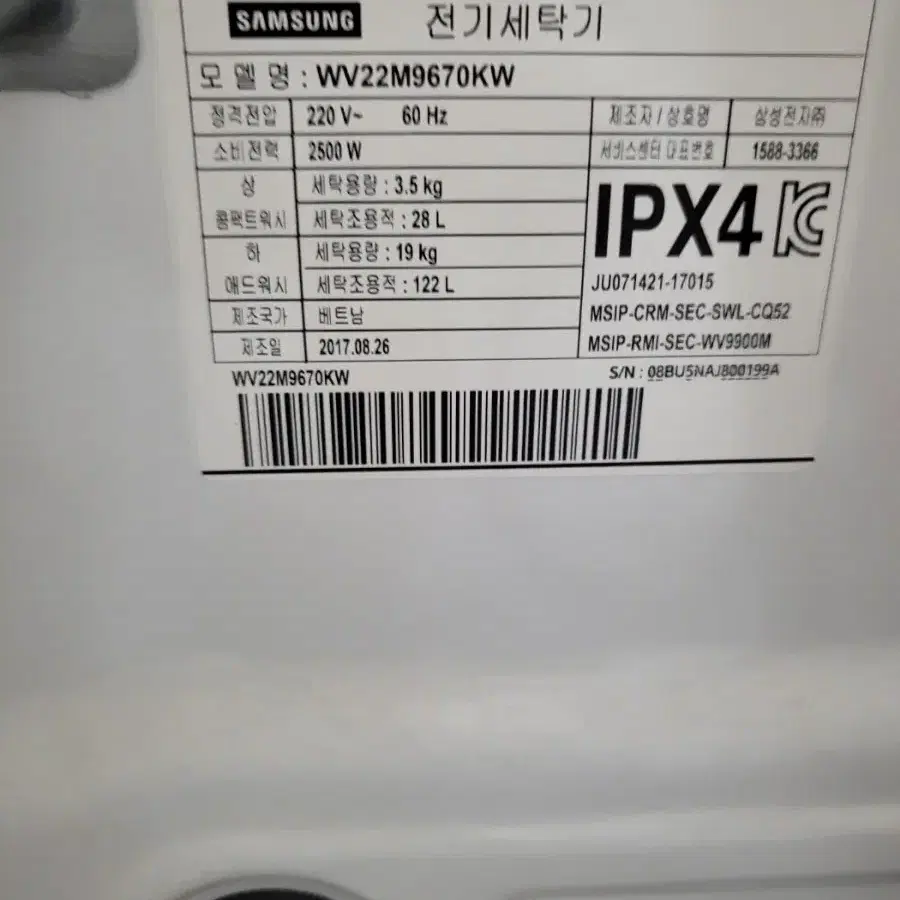 SAMSUNG 전기세탁기
모 델 명 : WV22M9670KW
정격전압 220 V~ 60 Hz 제조자 / 상호명 삼성전자㈜
소비전력 2500 W 서비스센터 대표번호 1588-3366
상 세탁용량 : 3.5 kg
콤팩트워시 세탁조용적 : 28 L
하 세탁용량 : 19 kg
애드워시 세탁조용적 : 122 L
제조국가 베트남
제조일 2017.08.26
IPX4
JU071421-17015
MSIP-CRM-SEC-SWL-CQ52
MSIP-RMI-SEC-WV9900M
WV22M9670KW S/N : 08BU5NAJ800199A